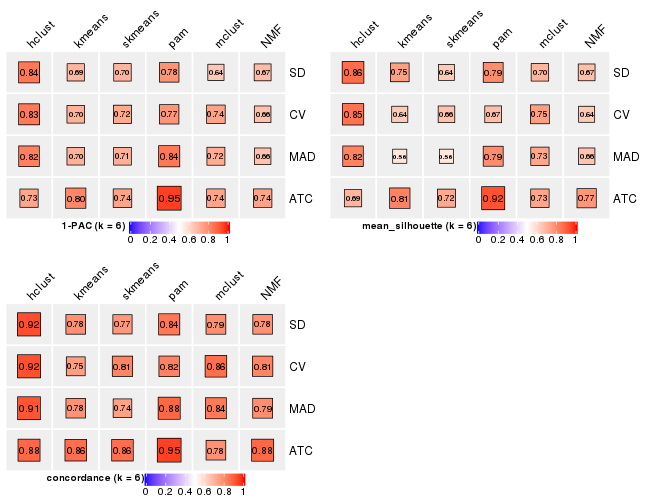 hclust kmeans skmeans pam mclust NMF
0.84 0.69 0.70 0.78 0.64 0.67 SD
0.83 0.70 0.72 0.77 0.74 0.66 CV
0.82 0.70 0.71 0.84 0.72 0.66 MAD
0.73 0.80 0.74 0.95 0.74 0.74 ATC
1-PAC (k = 6)
0 0.2 0.4 0.6 0.8 1
hclust kmeans skmeans pam mclust NMF
0.86 0.75 0.64 0.79 0.70 0.67 SD
0.85 0.64 0.66 0.67 0.75 0.64 CV
0.82 0.56 0.56 0.79 0.73 0.66 MAD
0.69 0.81 0.72 0.92 0.73 0.77 ATC
mean_silhouette (k = 6)
0 0.2 0.4 0.6 0.8 1
hclust kmeans skmeans pam mclust NMF
0.92 0.78 0.77 0.84 0.79 0.78 SD
0.92 0.75 0.81 0.82 0.86 0.81 CV
0.91 0.78 0.74 0.88 0.84 0.79 MAD
0.88 0.86 0.86 0.95 0.78 0.88 ATC
concordance (k = 6)
0 0.2 0.4 0.6 0.8 1